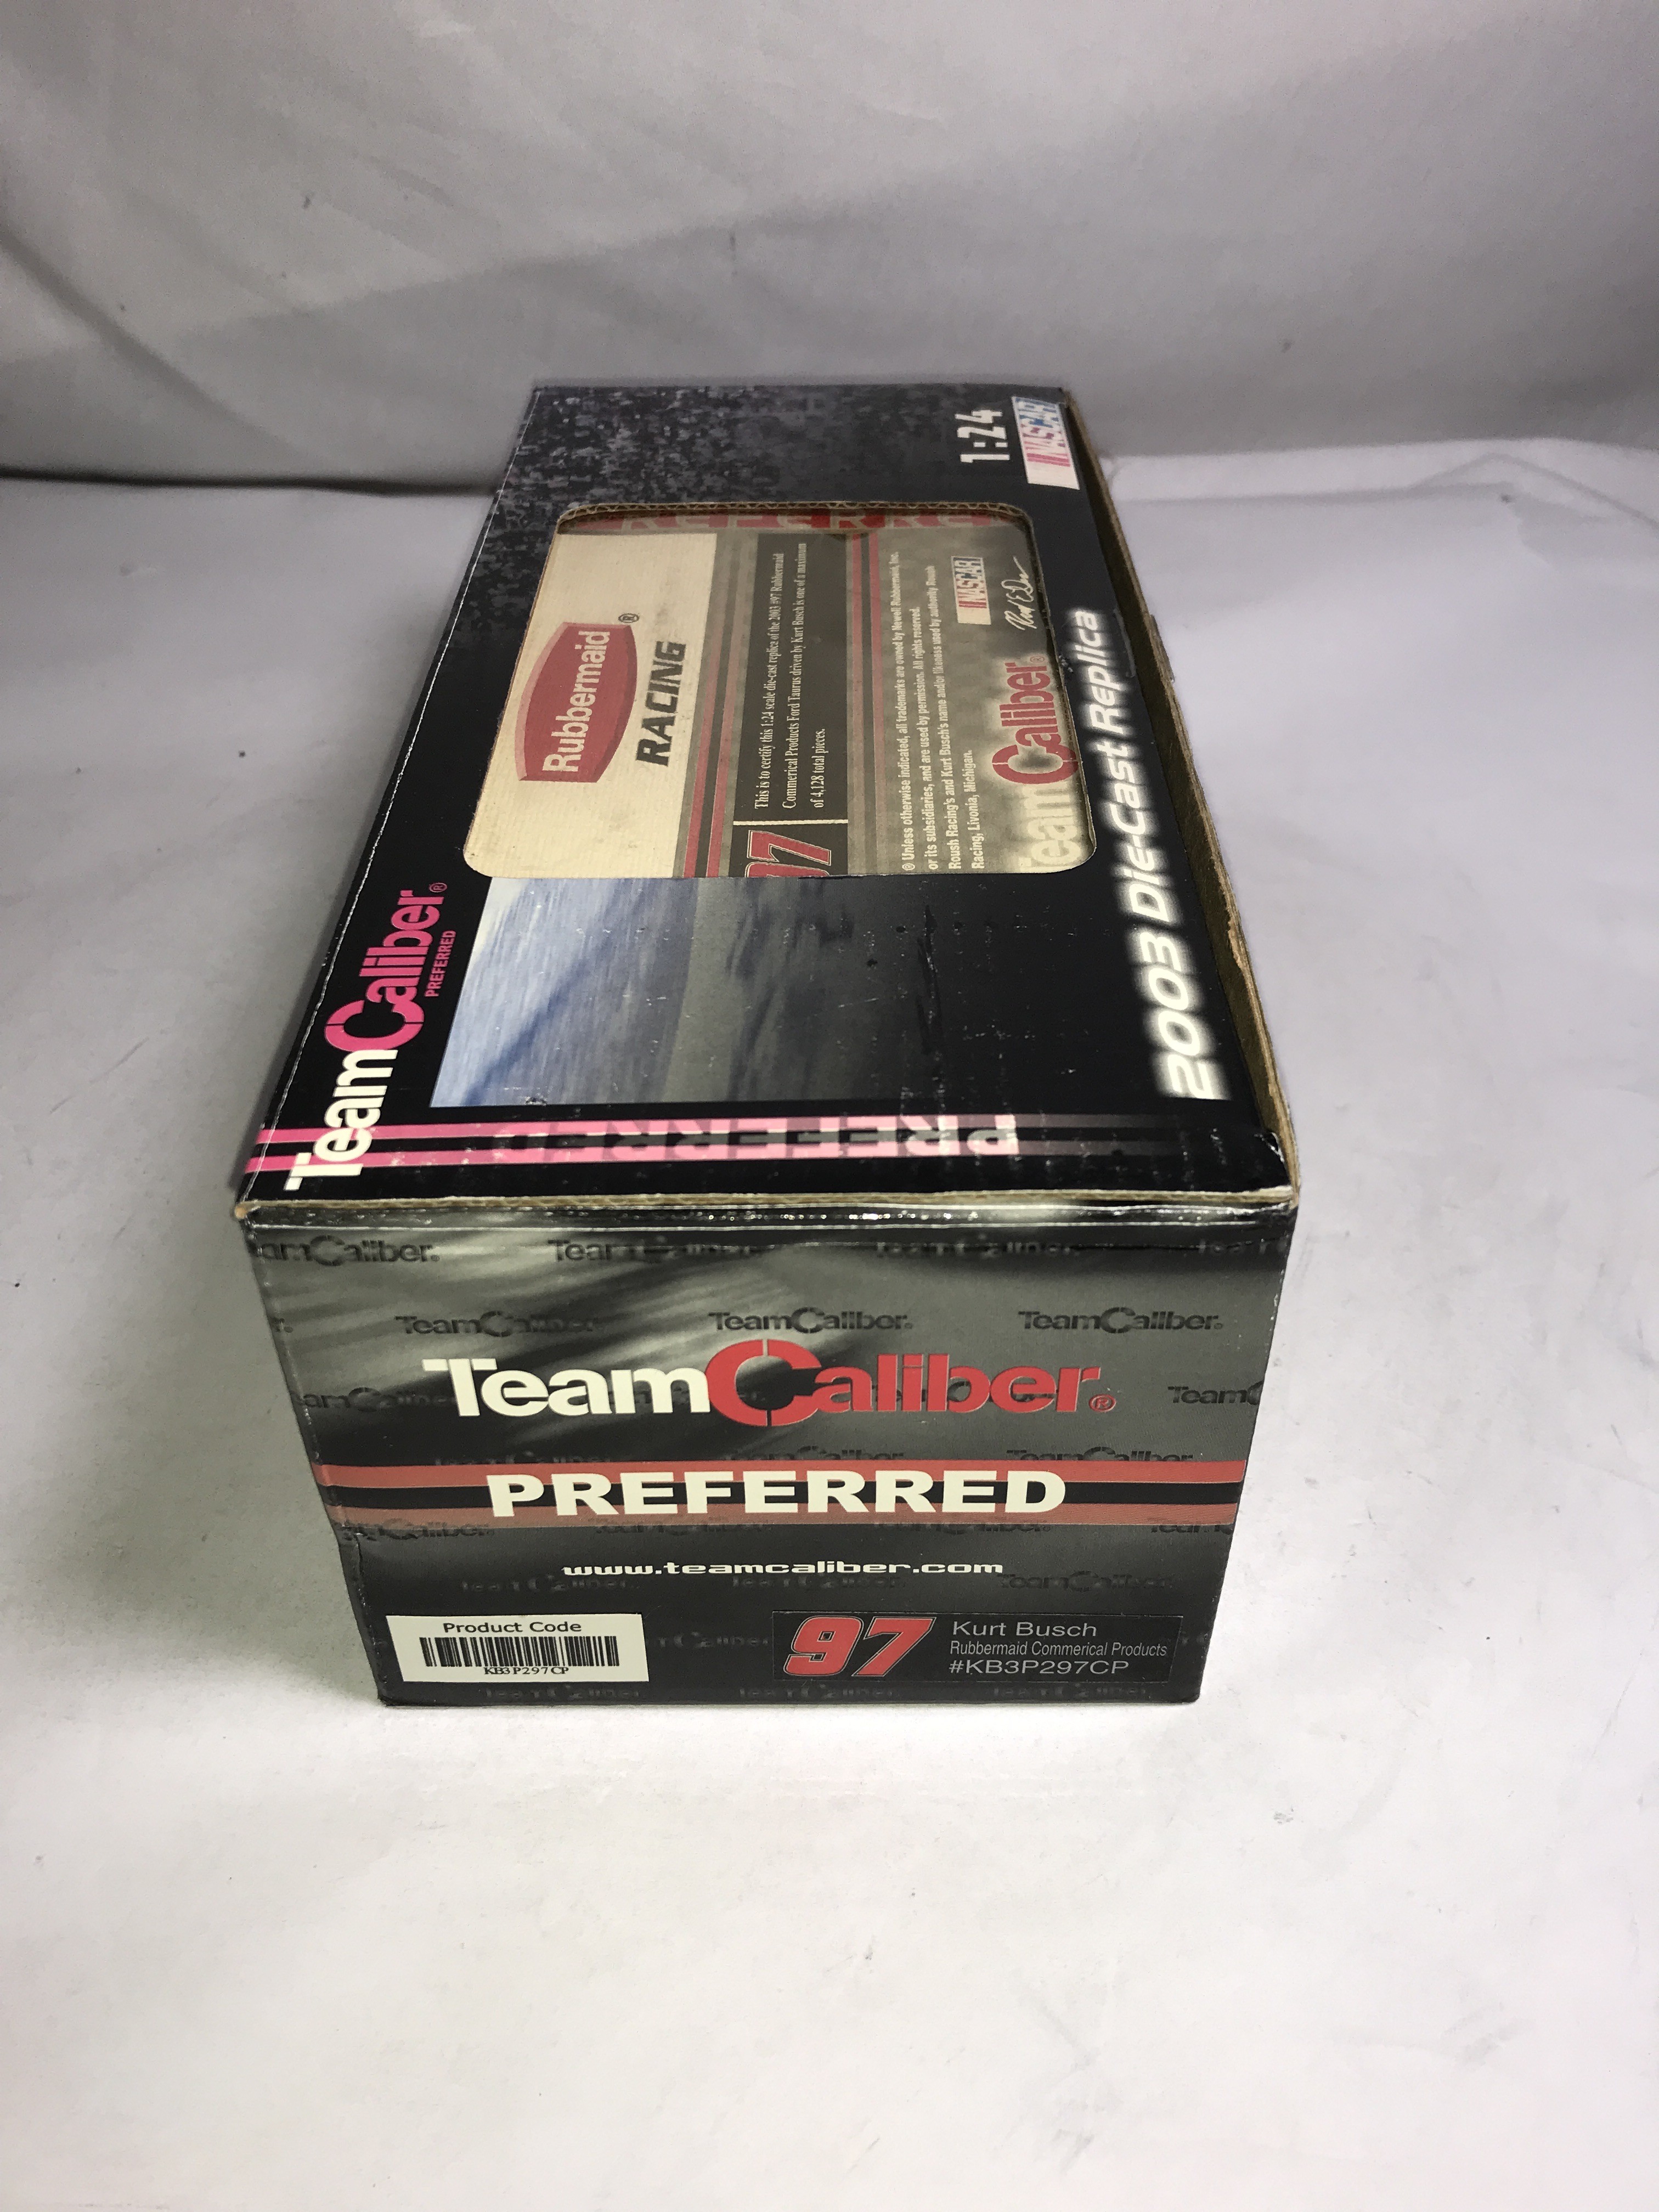 TeamCaliber®
PREFERRED
PREFERRED
1:24
NASCAR
2003 Die-Cast Replica
Rubbermaid®
RACING
97
This is to certify this 1:24 scale die-cast replica of the 2003 #97 Rubbermaid
Commerical Products Ford Taurus driven by Kurt Busch is one of a maximum
of 4,128 total pieces.
® Unless otherwise indicated, all trademarks are owned by Newell Rubbermaid, Inc.
or its subsidiaries, and are used by permission. All rights reserved.
Roush Racing's and Kurt Busch's name and/or likeness used by authority Roush
Racing, Livonia, Michigan.
NASCAR
TeamCaliber®
TeamCaliber®
PREFERRED
www.teamcaliber.com
Product Code
KB3P297CP
97
Kurt Busch
Rubbermaid Commerical Products
#KB3P297CP